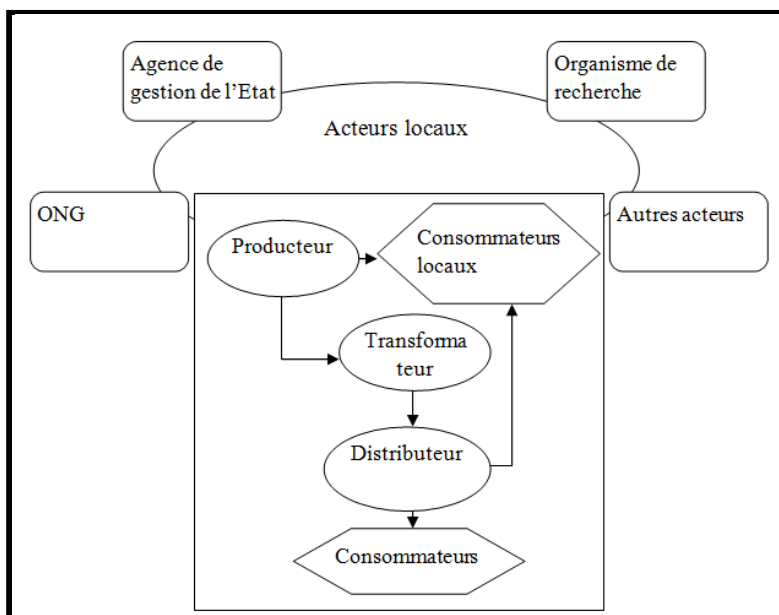 Agence de
gestion de l'Etat
Organisme de
recherche
Acteurs locaux
ONG
Autres acteurs
Producteur
Consommateurs
locaux
Transforma
teur
Distributeur
Consommateurs